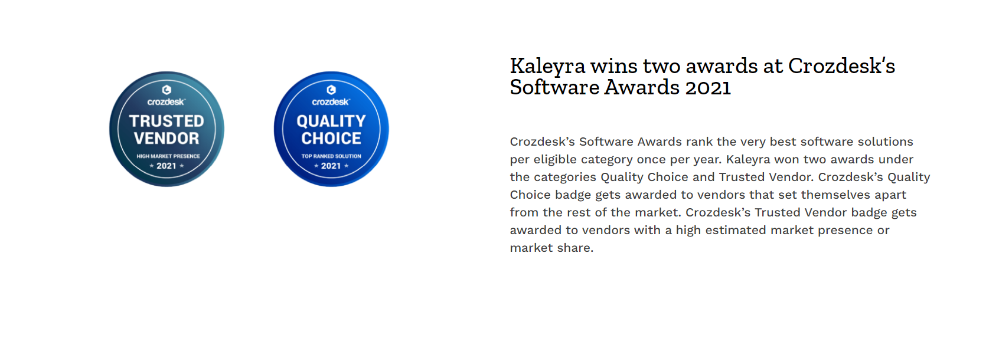 crozdesk™
TRUSTED
VENDOR
HIGH MARKET PRESENCE
★ 2021 ★
crozdesk™
QUALITY
CHOICE
TOP RANKED SOLUTION
★ 2021 ★
Kaleyra wins two awards at Crozdesk’s
Software Awards 2021
Crozdesk’s Software Awards rank the very best software solutions
per eligible category once per year. Kaleyra won two awards under
the categories Quality Choice and Trusted Vendor. Crozdesk’s Quality
Choice badge gets awarded to vendors that set themselves apart
from the rest of the market. Crozdesk’s Trusted Vendor badge gets
awarded to vendors with a high estimated market presence or
market share.